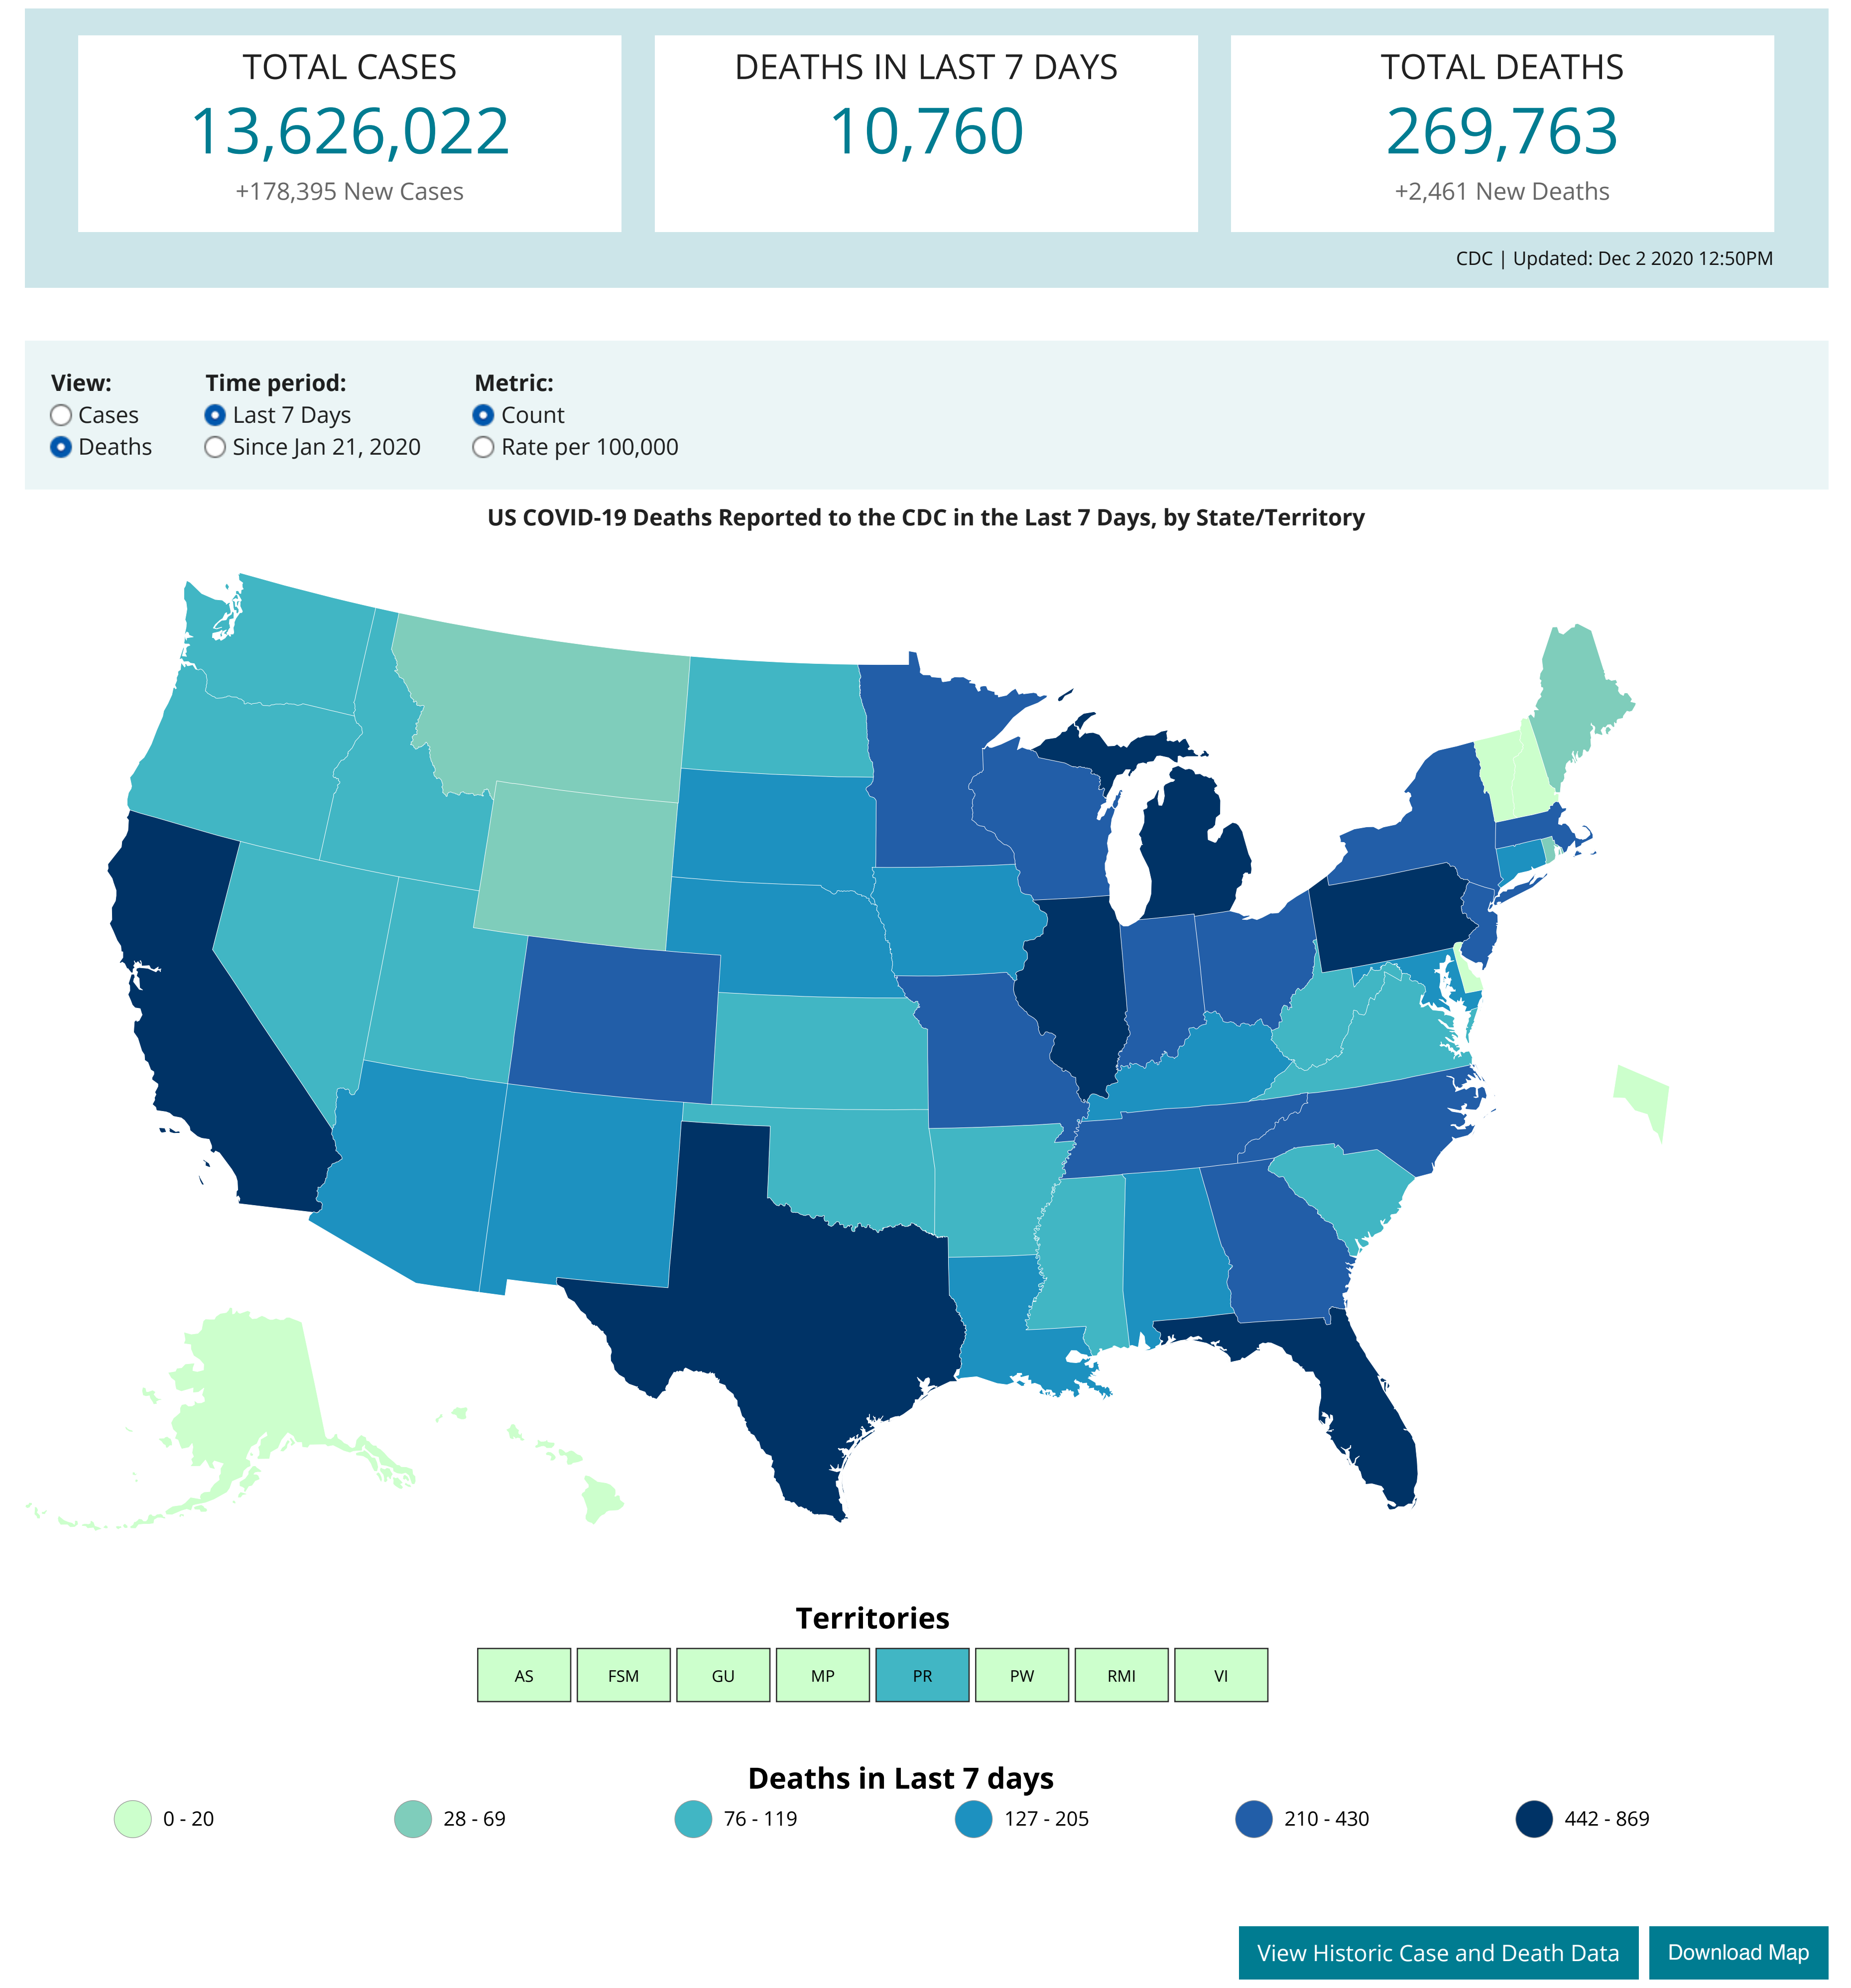 TOTAL CASES
13,626,022
+178,395 New Cases
DEATHS IN LAST 7 DAYS
10,760
TOTAL DEATHS
269,763
+2,461 New Deaths
CDC | Updated: Dec 2 2020 12:50PM
View:
Cases
Deaths
Time period:
Last 7 Days
Since Jan 21, 2020
Metric:
Count
Rate per 100,000
US COVID-19 Deaths Reported to the CDC in the Last 7 Days, by State/Territory
Territories
AS
FSM
GU
MP
PR
PW
RMI
VI
Deaths in Last 7 days
0 - 20
28 - 69
76 - 119
127 - 205
210 - 430
442 - 869
View Historic Case and Death Data
Download Map